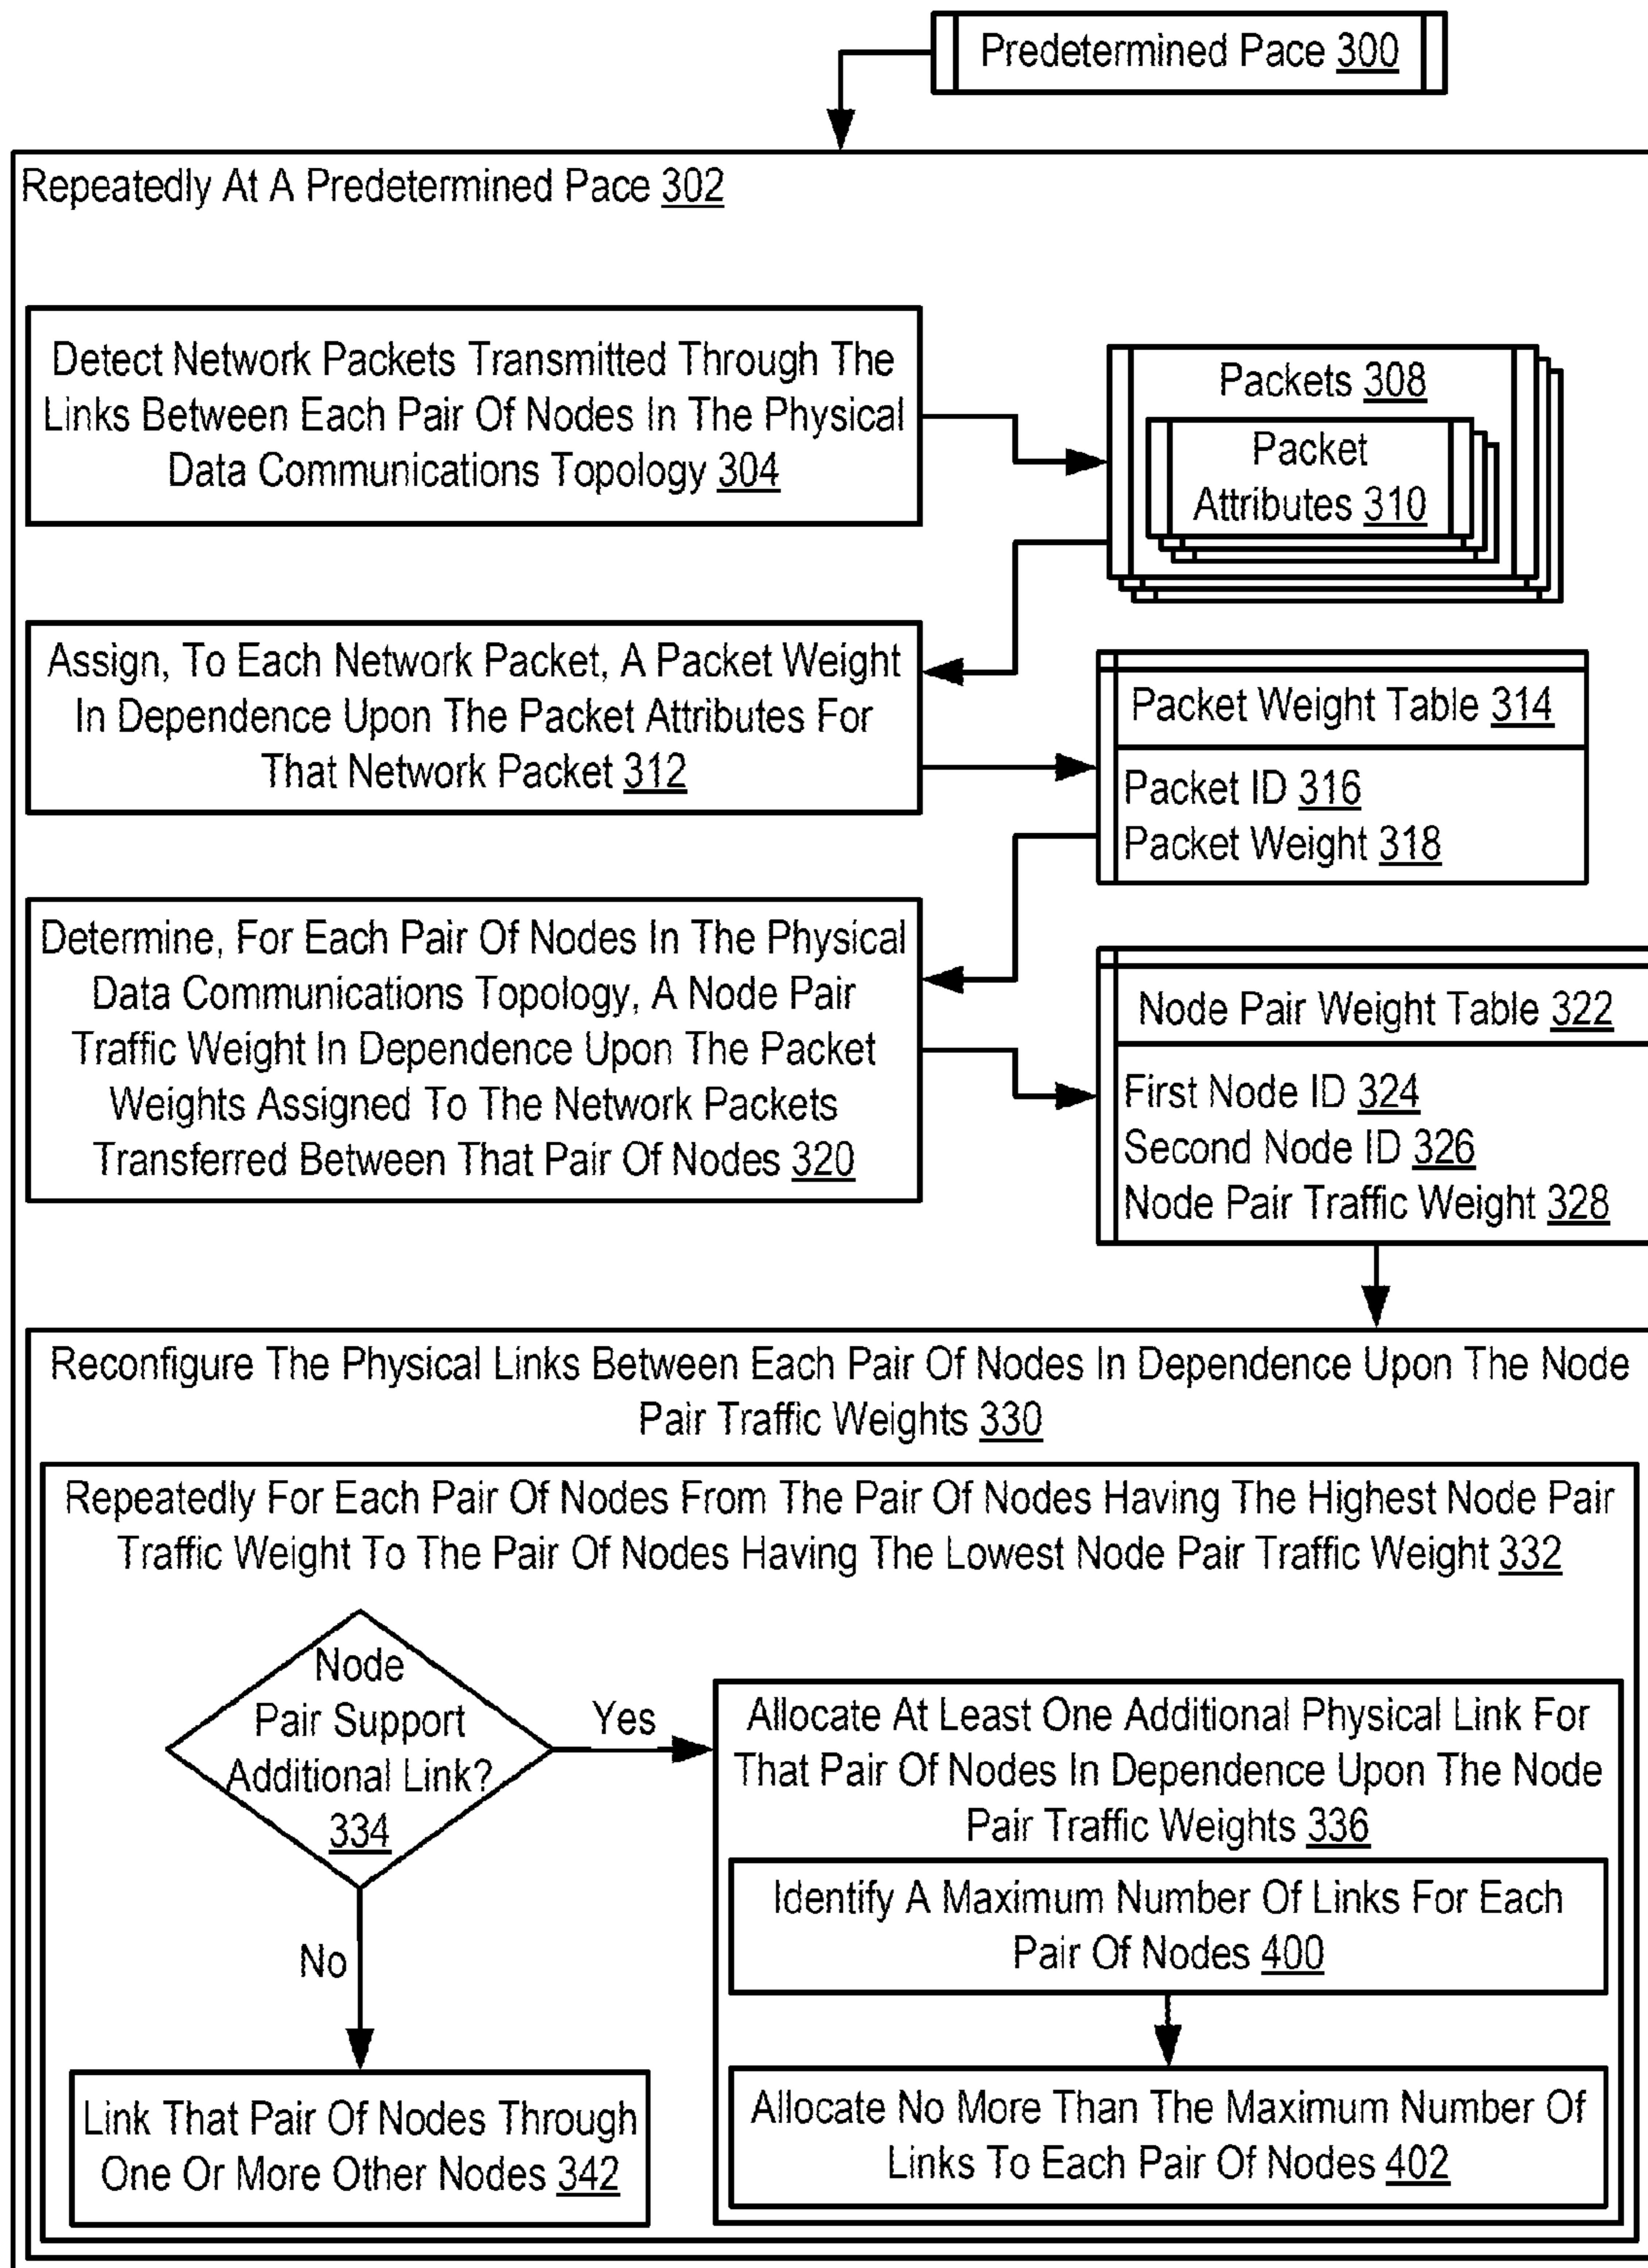 Predetermined Pace 300
Repeatedly At A Predetermined Pace 302
Detect Network Packets Transmitted Through The
Links Between Each Pair Of Nodes In The Physical
Data Communications Topology 304
Packets 308
Packet
Attributes 310
Assign, To Each Network Packet, A Packet Weight
In Dependence Upon The Packet Attributes For
That Network Packet 312
Packet Weight Table 314
Packet ID 316
Packet Weight 318
Determine, For Each Pair Of Nodes In The Physical
Data Communications Topology, A Node Pair
Traffic Weight In Dependence Upon The Packet
Weights Assigned To The Network Packets
Transferred Between That Pair Of Nodes 320
Node Pair Weight Table 322
First Node ID 324
Second Node ID 326
Node Pair Traffic Weight 328
Reconfigure The Physical Links Between Each Pair Of Nodes In Dependence Upon The Node
Pair Traffic Weights 330
Repeatedly For Each Pair Of Nodes From The Pair Of Nodes Having The Highest Node Pair
Traffic Weight To The Pair Of Nodes Having The Lowest Node Pair Traffic Weight 332
Node
Pair Support
Additional Link?
334
Yes
No
Allocate At Least One Additional Physical Link For
That Pair Of Nodes In Dependence Upon The Node
Pair Traffic Weights 336
Identify A Maximum Number Of Links For Each
Pair Of Nodes 400
Allocate No More Than The Maximum Number Of
Links To Each Pair Of Nodes 402
Link That Pair Of Nodes Through
One Or More Other Nodes 342